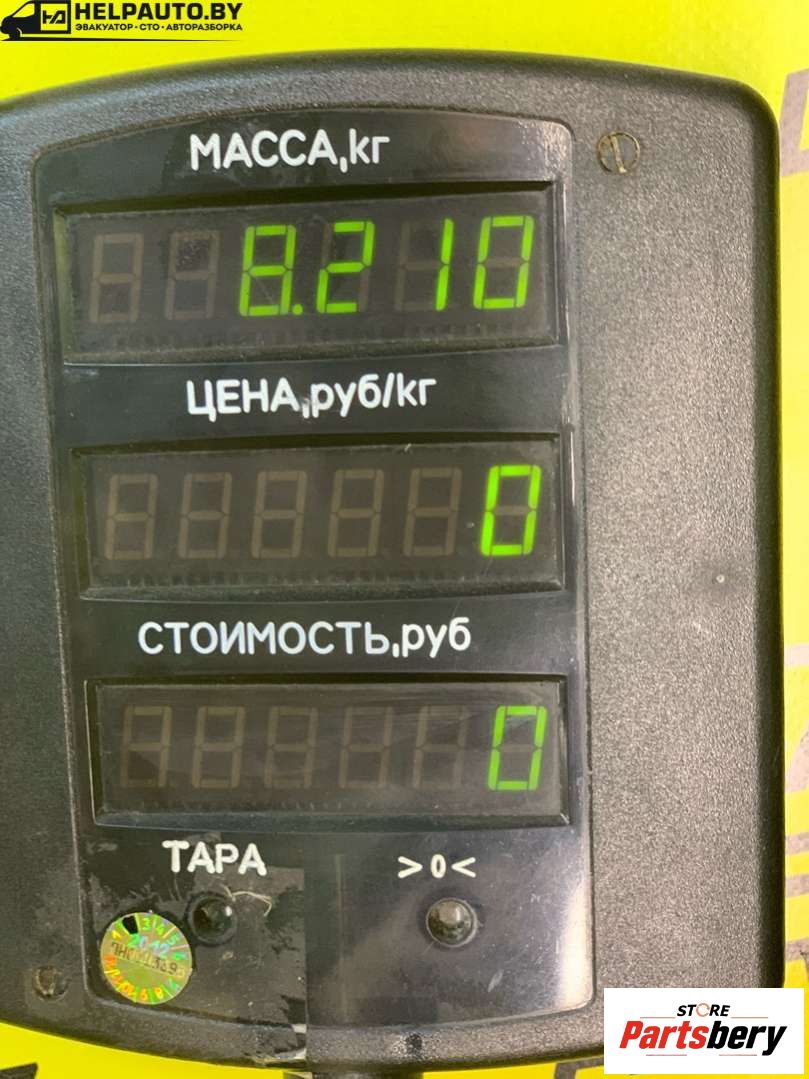 HELPAUTO.BY
ЭВАКУАТОР·СТО·АВТОРАЗБОРКА
МАССА,кг
8.210
ЦЕНА,руб/кг
0
СТОИМОСТЬ,руб
0
ТАРА
>0<
STORE
Partsbery